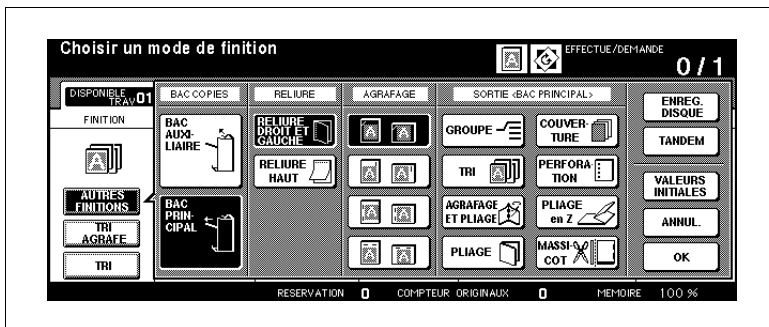 Choisir un mode de finition
EFFECTUE/DEMANDE
0/1
DISPONIBLE
TRAV01
FINITION
AUTRES
FINITIONS
TRI
AGRAFE
TRI
BAC COPIES
BAC
AUXI-
LIAIRE
BAC
PRIN-
CIPAL
RELIURE
RELIURE
DROIT ET
GAUCHE
RELIURE
HAUT
AGRAFAGE
SORTIE <BAC PRINCIPAL>
GROUPE
COUVER-
TURE
TRI
PERFORA-
TION
AGRAFAGE
ET PLIAGE
PLIAGE
en Z
PLIAGE
MASSI-
COT
ENREG.
DISQUE
TANDEM
VALEURS
INITIALES
ANNUL.
OK
RESERVATION 0 COMPTEUR ORIGINAUX 0 MEMOIRE 100 %